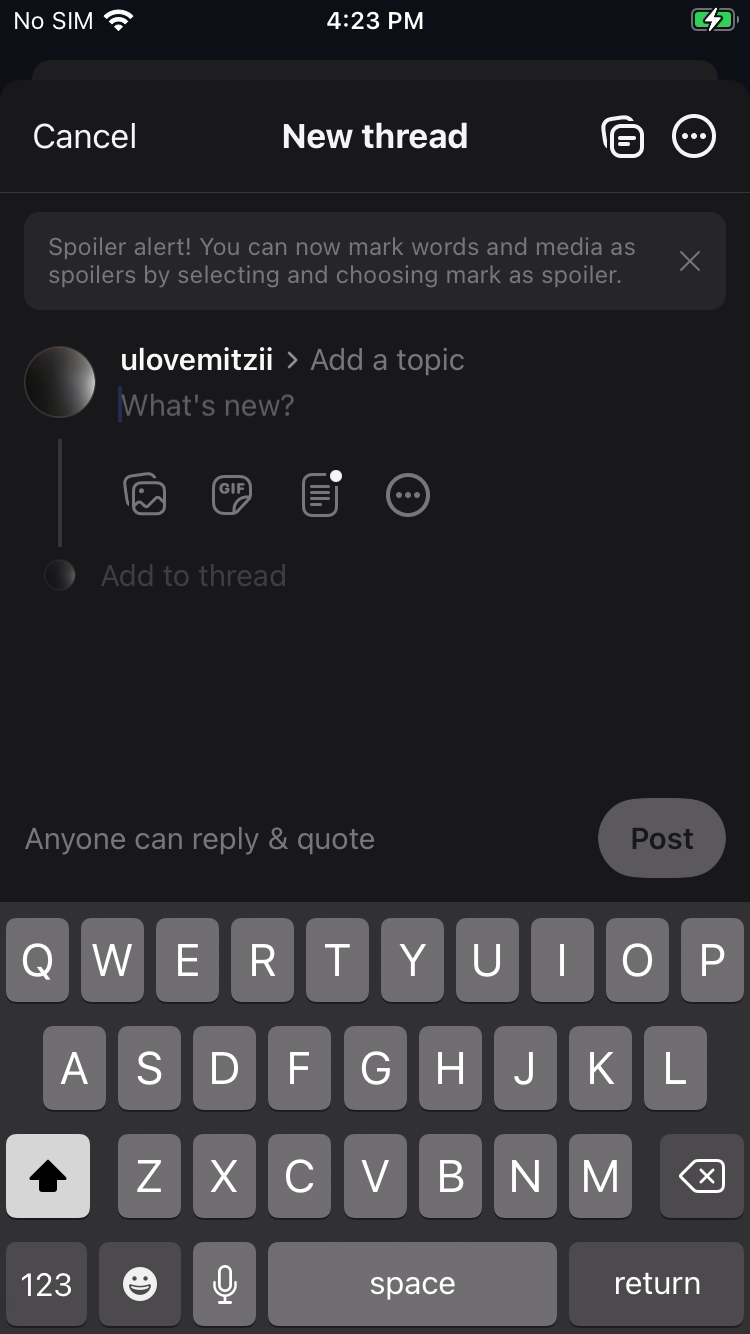 No SIM 4:23 PM
Cancel New thread
Spoiler alert! You can now mark words and media as
spoilers by selecting and choosing mark as spoiler.
ulovemitzii > Add a topic
What's new?
GIF
Add to thread
Anyone can reply & quote Post
Q W E R T Y U I O P
A S D F G H J K L
Z X C V B N M
123 space return